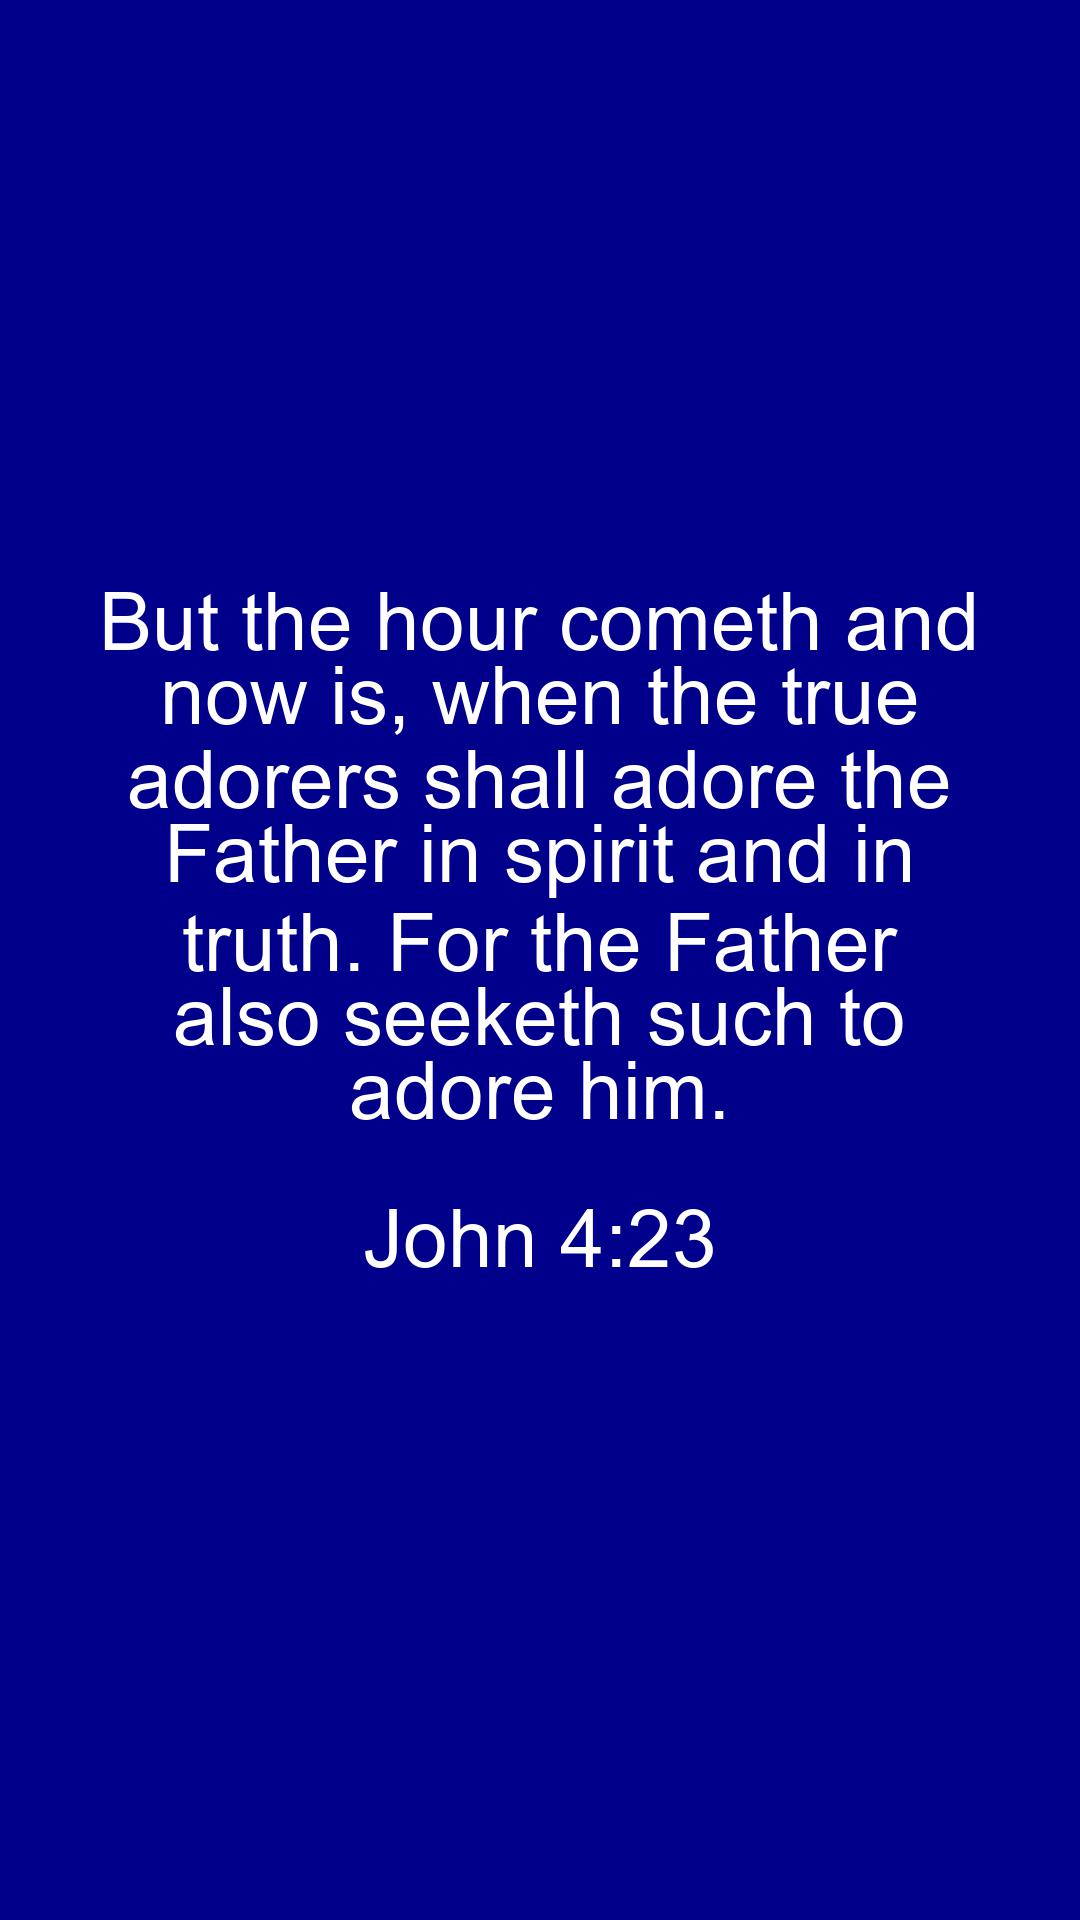 But the hour cometh and
now is, when the true
adorers shall adore the
Father in spirit and in
truth. For the Father
also seeketh such to
adore him.
John 4:23